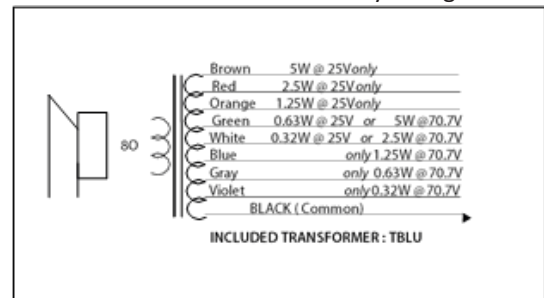 Brown 5W @ 25Vonly
Red 2.5W @ 25Vonly
Orange 1.25W @ 25Vonly
Green 0.63W @ 25V or 5W @70.7V
8O White 0.32W @ 25V or 2.5W @70.7V
Blue only 1.25W @70.7V
Gray only 0.63W @70.7V
Violet only0.32W @70.7V
BLACK ( Common)
INCLUDED TRANSFORMER : TBLU